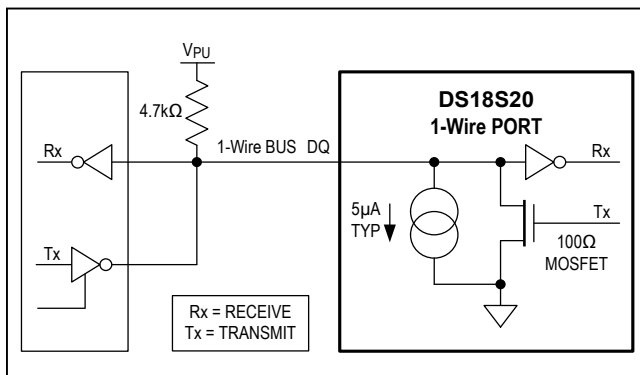 VPU
4.7kΩ
Rx
1-Wire BUS DQ
Tx
Rx = RECEIVE
Tx = TRANSMIT
DS18S20
1-Wire PORT
Rx
5µA
TYP
Tx
100Ω
MOSFET